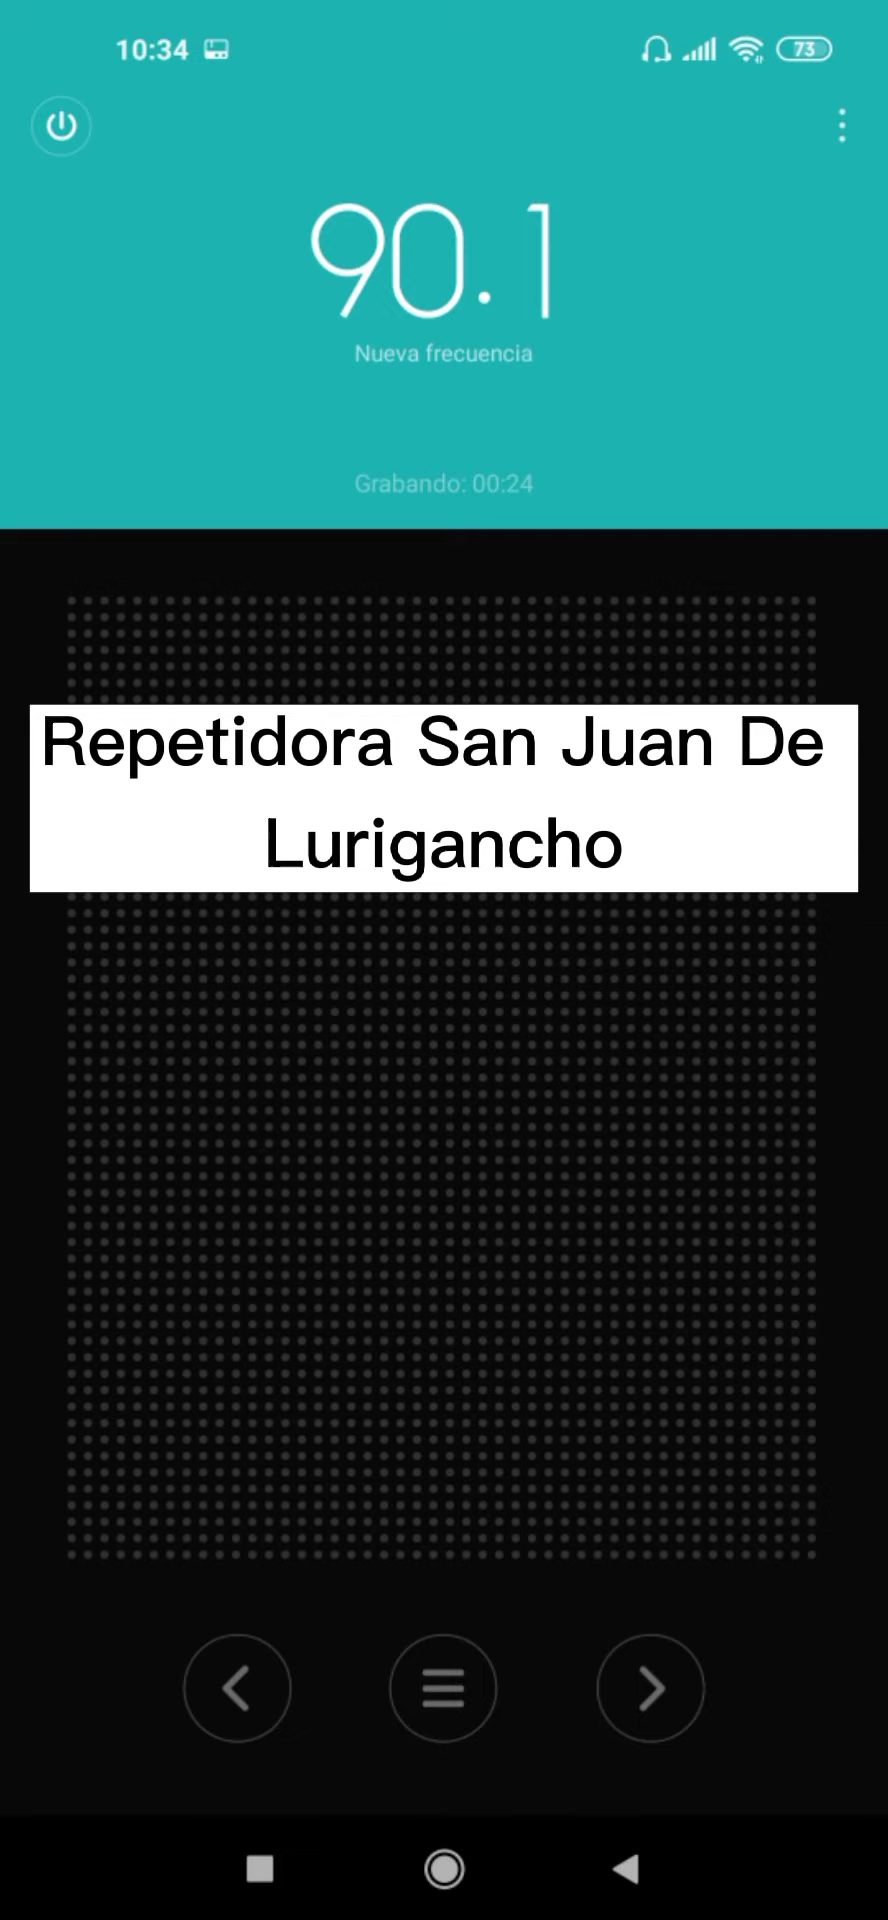 10:34
73
90.1
Nueva frecuencia
Grabando: 00:24
Repetidora San Juan De
Lurigancho